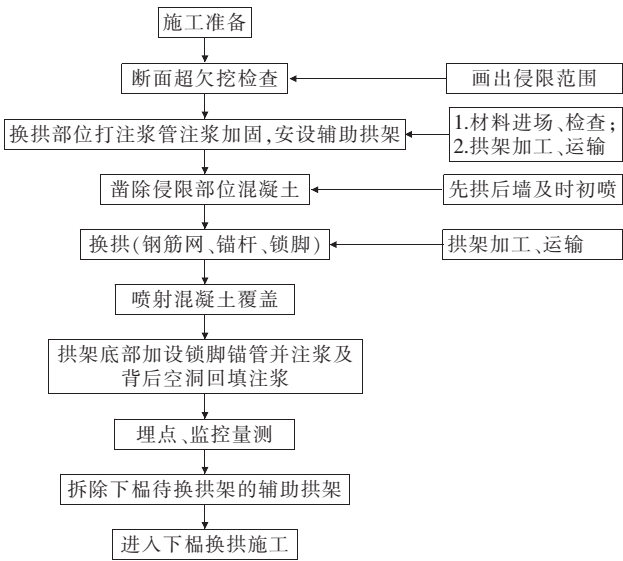 施工准备
断面超欠挖检查
画出侵限范围
换拱部位打注浆管注浆加固,安设辅助拱架
1.材料进场、检查;
2.拱架加工、运输
凿除侵限部位混凝土
先拱后墙及时初喷
换拱(钢筋网、锚杆、锁脚)
拱架加工、运输
喷射混凝土覆盖
拱架底部加设锁脚锚管并注浆及
背后空洞回填注浆
埋点、监控量测
拆除下榀待换拱架的辅助拱架
进入下榀换拱施工